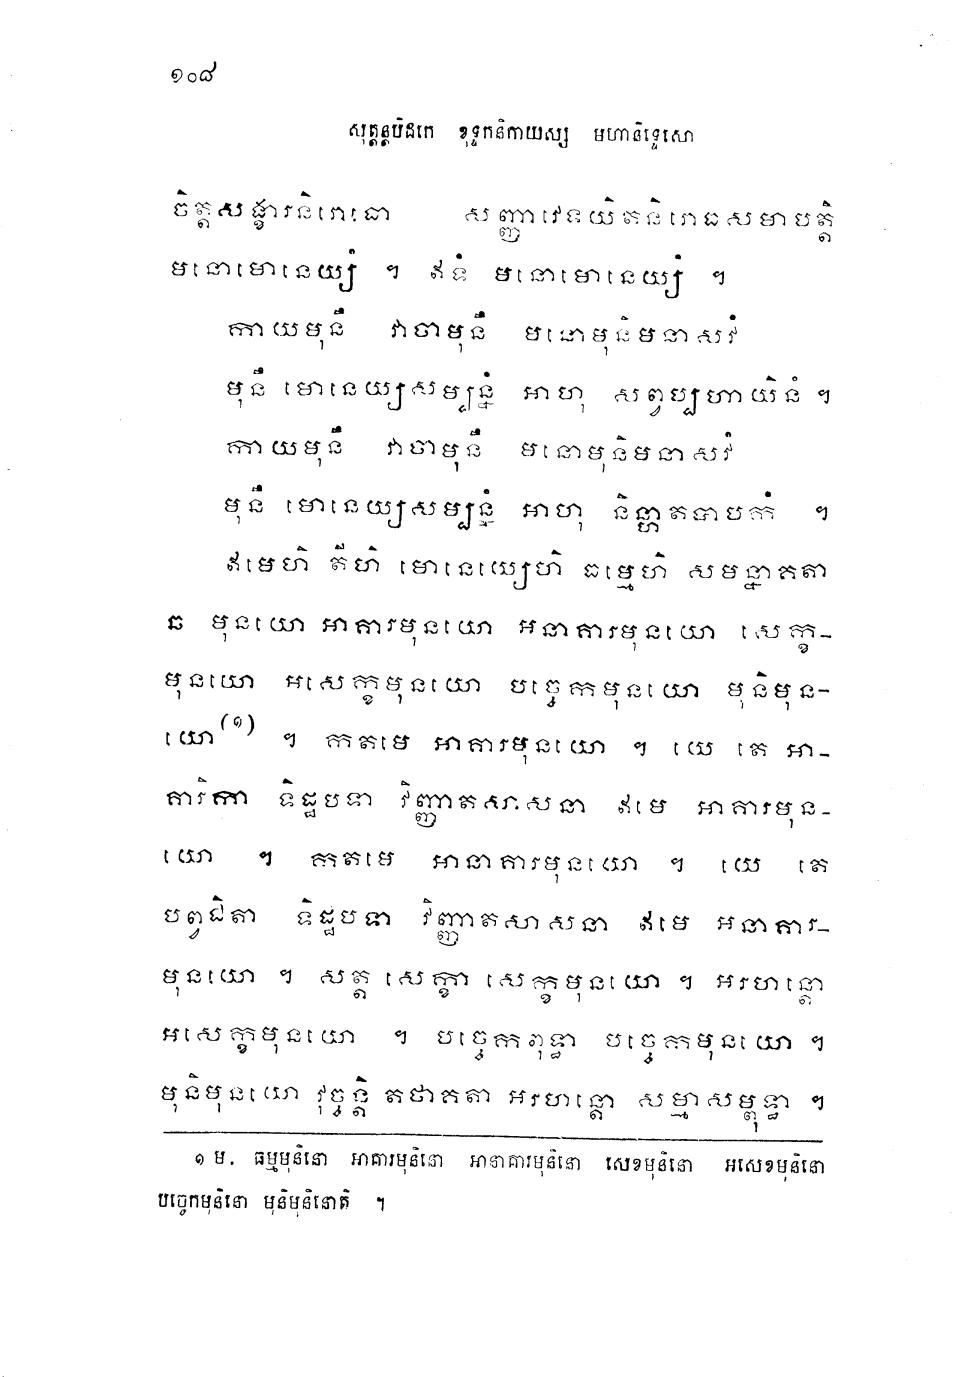 ១០៨
សុត្តន្តបិដកេ ខុទ្ទកនិកាយស្ស មហានិទ្ទេសោ
ចិត្តសង្ខារនិរោធោ សញ្ញាវេទយិតនិរោធសមាបត្តិ
មនោមោនេយ្យំ ។ ឥទំ មនោមោនេយ្យំ ។
កាយមុនឹ វាចាមុនឹ មនោមុនិមនាសវំ
មុនឹ មោនេយ្យសម្បន្នំ អាហុ សព្វប្បហាយិនំ ។
កាយមុនឹ វាចាមុនឹ មនោមុនិមនាសវំ
មុនឹ មោនេយ្យសម្បន្នំ អាហុ និន្ហាតបាបកំ ។
ឥមេហិ តីហិ មោនេយ្យេហិ ធម្មេហិ សមន្នាគតា
ឆ មុនយោ អាគារមុនយោ អនាគារមុនយោ សេក្ខ-
មុនយោ អសេក្ខមុនយោ បច្ចេកមុនយោ មុនិមុន-
យោ(១) ។ កតមេ អាគារមុនយោ ។ យេ តេ អា-
គារិកា ទិដ្ឋបទា វិញ្ញាតសាសនា ឥមេ អាគារមុន-
យោ ។ កតមេ អានាគារមុនយោ ។ យេ តេ
បព្វជិតា ទិដ្ឋបទា វិញ្ញាតសាសនា ឥមេ អនាគារ-
មុនយោ ។ សត្ត សេក្ខា សេក្ខមុនយោ ។ អរហន្តោ
អសេក្ខមុនយោ ។ បច្ចេកពុទ្ធា បច្ចេកមុនយោ ។
មុនិមុនយោ វុច្ចន្តិ តថាគតា អរហន្តោ សម្មាសម្ពុទ្ធា ។
១ ម. ធម្មមុនិនោ អាគារមុនិនោ អានាគារមុនិនោ សេខមុនិនោ អសេខមុនិនោ
បច្ចេកមុនិនោ មុនិមុនិនោតិ ។